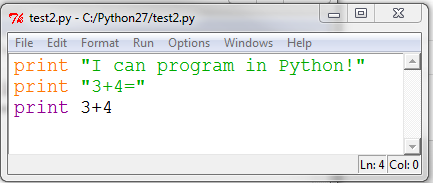 test2.py - C:/Python27/test2.py
File Edit Format Run Options Windows Help
print "I can program in Python!"
print "3+4="
print 3+4
Ln: 4 Col: 0